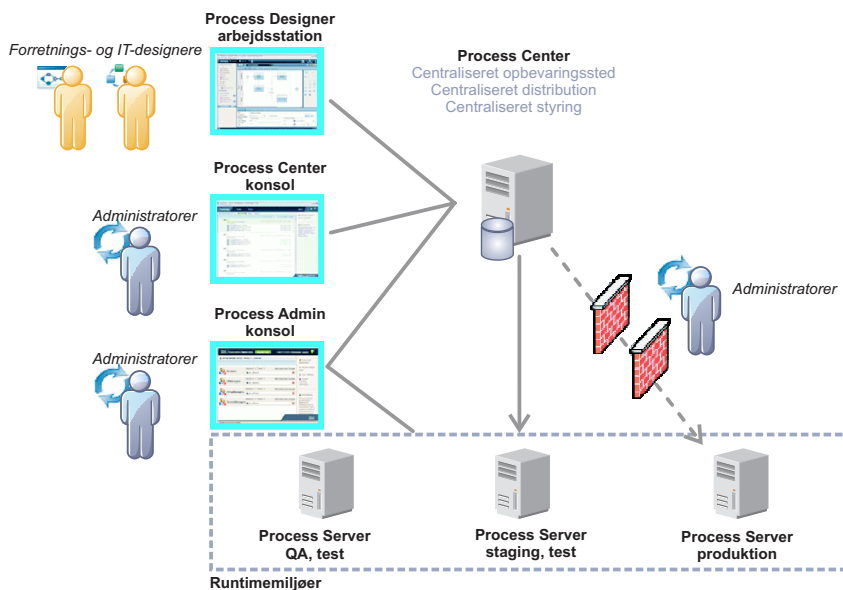 Process Designer
arbejdsstation
Forretnings- og IT-designere
Process Center
Centraliseret opbevaringssted
Centraliseret distribution
Centraliseret styring
Process Center
konsol
Administratorer
Administratorer
Process Admin
konsol
Administratorer
Process Server
QA, test
Process Server
staging, test
Process Server
produktion
Runtimemiljøer